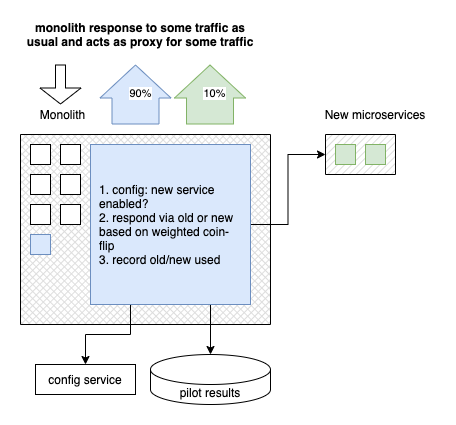 monolith response to some traffic as
usual and acts as proxy for some traffic
90%
10%
Monolith
New microservices
1. config: new service
enabled?
2. respond via old or new
based on weighted coin-
flip
3. record old/new used
config service
pilot results